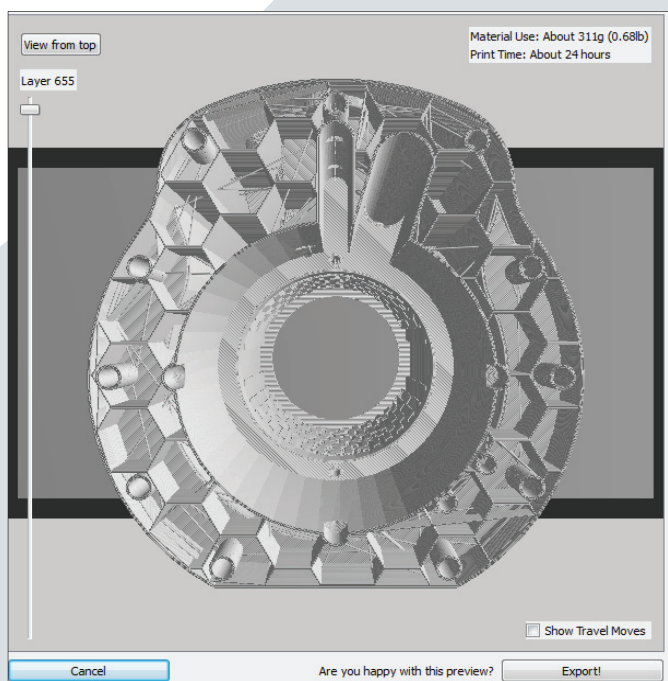 View from top
Material Use: About 311g (0.68lb)
Print Time: About 24 hours
Layer 655
Show Travel Moves
Cancel
Are you happy with this preview?
Export!